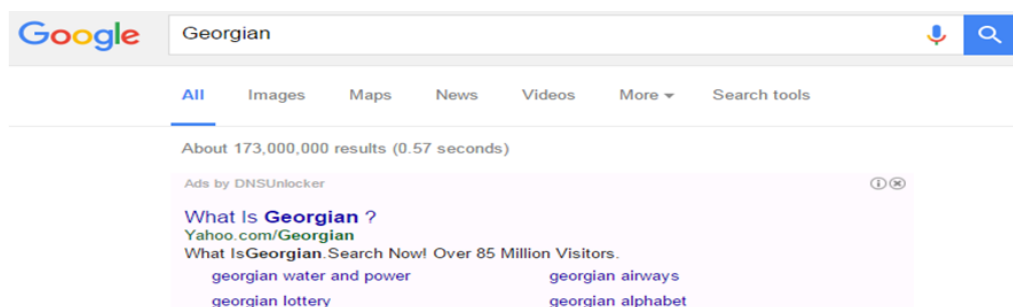 Google Georgian
All Images Maps News Videos More Search tools
About 173,000,000 results (0.57 seconds)
Ads by DNSUnlocker
What Is Georgian ?
Yahoo.com/Georgian
What IsGeorgian.Search Now! Over 85 Million Visitors.
georgian water and power georgian airways
georgian lottery georgian alphabet